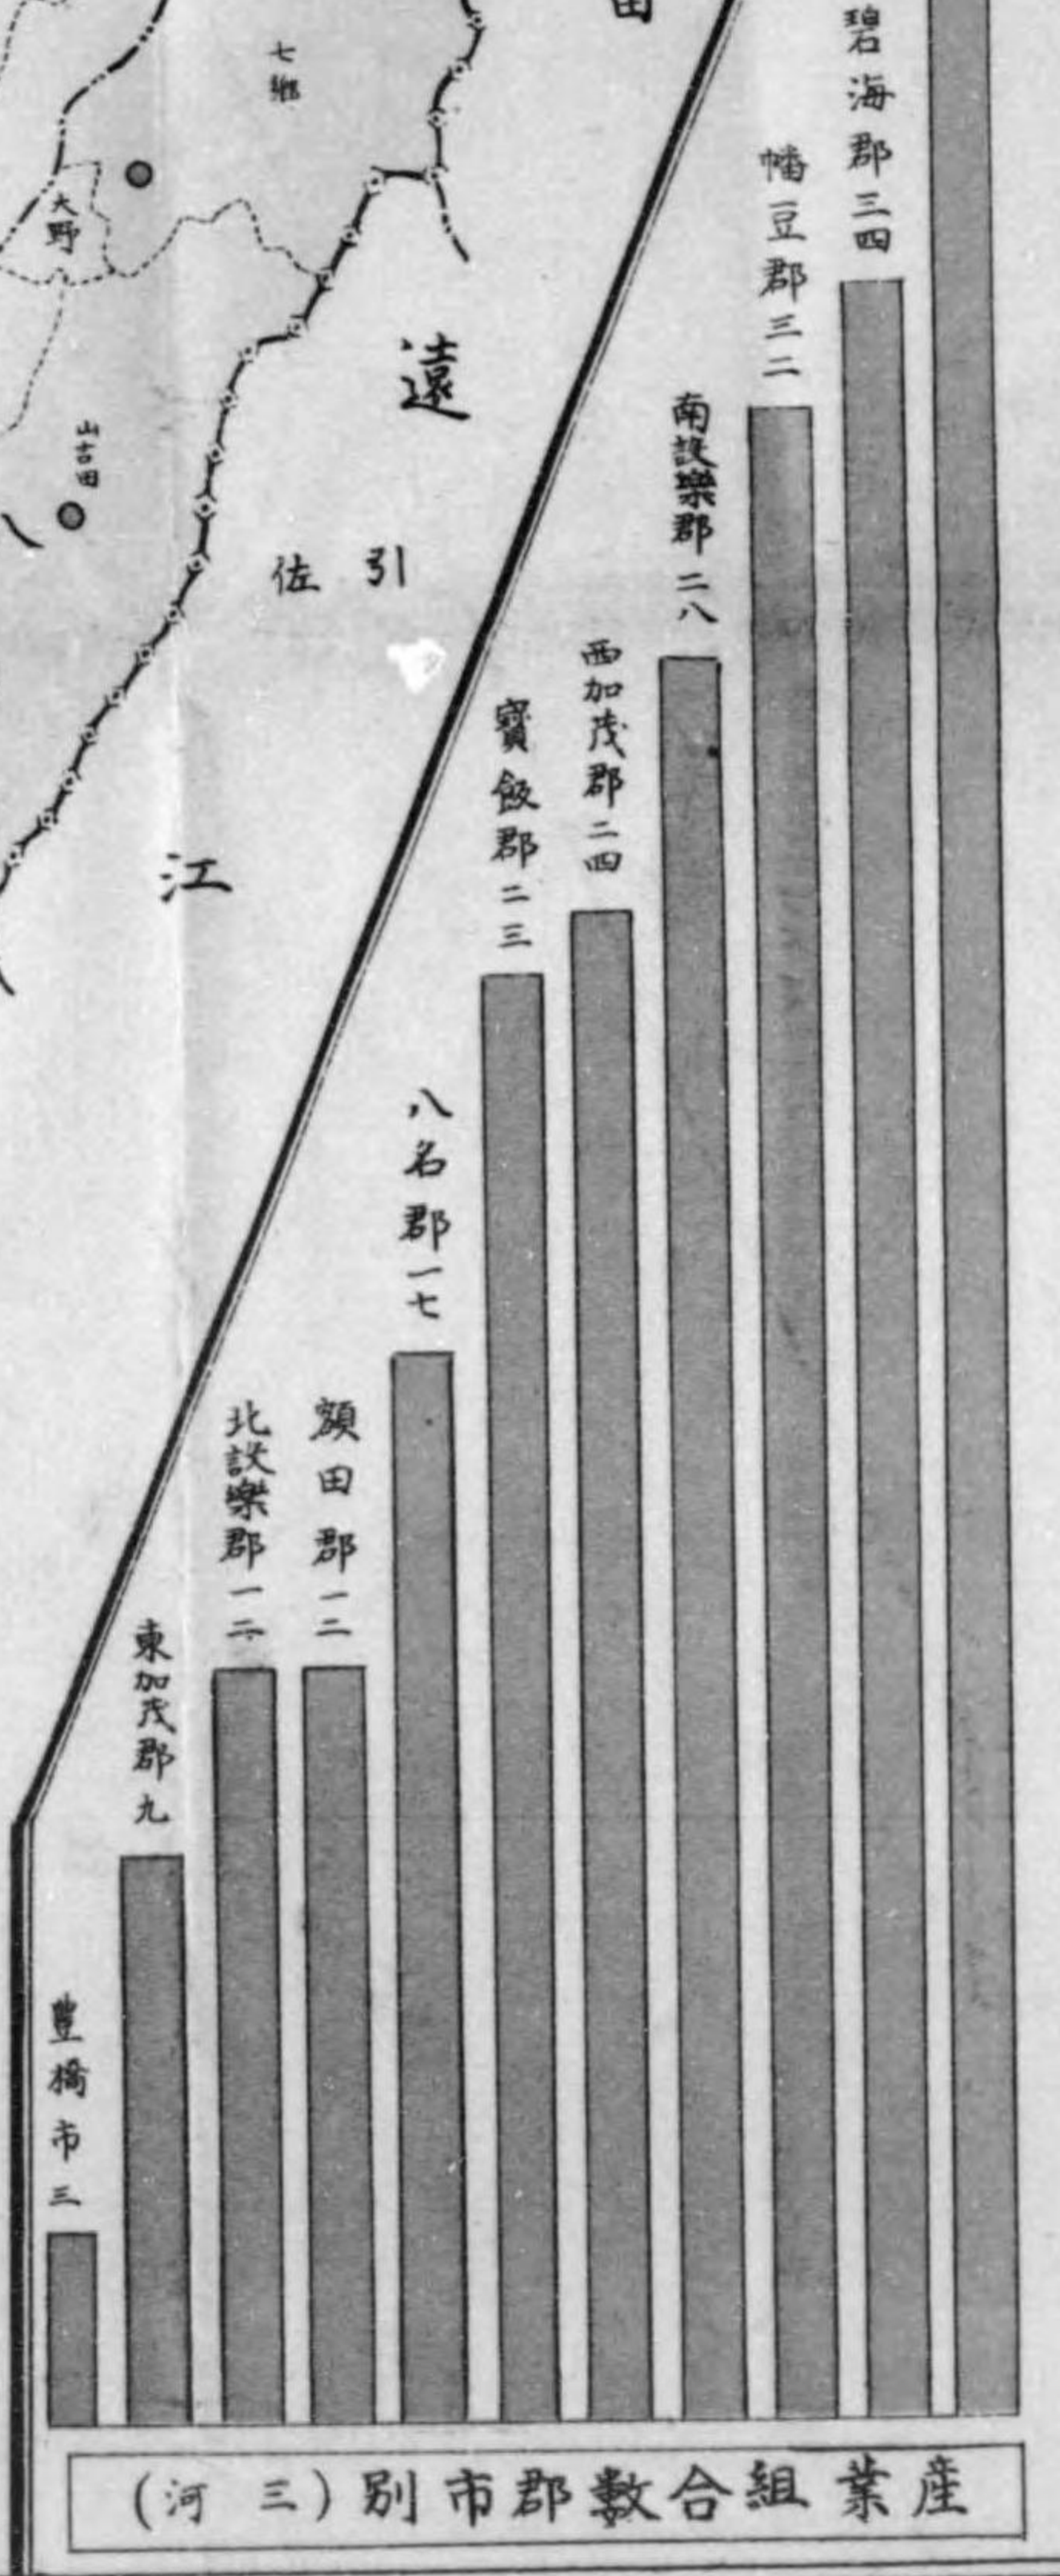 七郷
大野
山吉田
遠
江
引佐
碧海郡三四
幡豆郡三二
南設樂郡二八
西加茂郡二四
寶飯郡二三
八名郡一七
額田郡一二
北設樂郡一二
東加茂郡九
豊橋市三
産業組合數郡市別(三河)